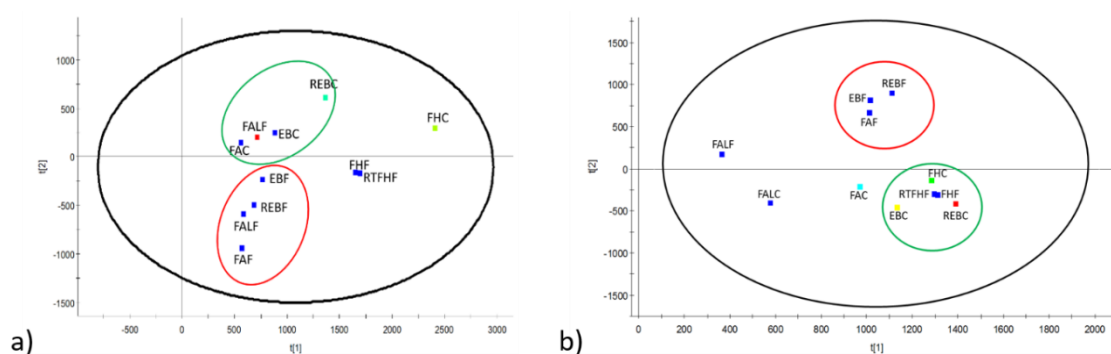 1000
500
0
-500
-1000
-1500
t[2]
REBC
FALF
EBC
FAC
FHC
FHF
RTFHF
EBF
REBF
FALF
FAF
-500
0
500
1000
1500
2000
2500
3000
t[1]
a)
1500
1000
500
0
-500
-1000
-1500
t[2]
REBF
EBF
FAF
FALF
FALC
FAC
FHC
RTFHF
FHF
EBC
REBC
0
200
400
600
800
1000
1200
1400
1600
1800
2000
t[1]
b)